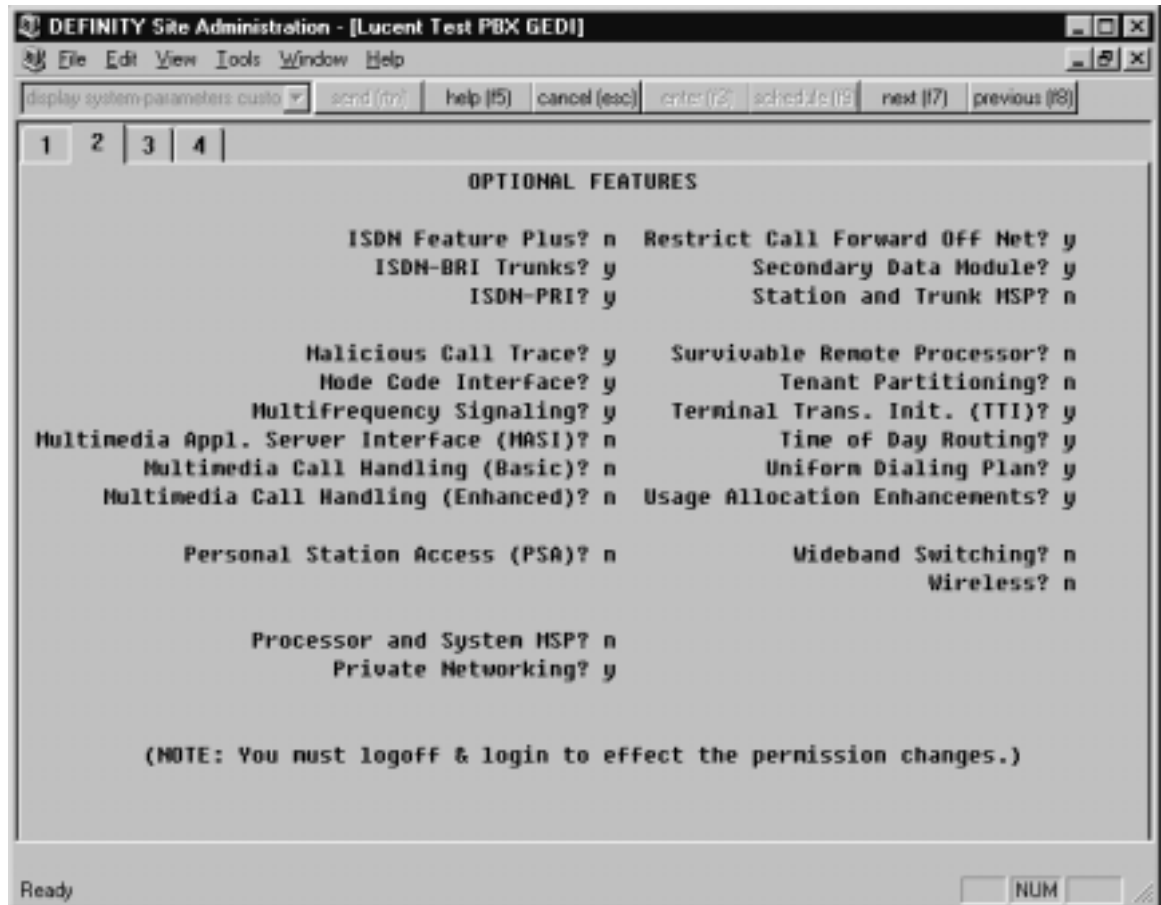 DEFINITY Site Administration - [Lucent Test PBX GEDI]
File Edit View Tools Window Help
display system-parameters custo send (rtn) help (f5) cancel (esc) enter (f3) schedule (f9) next (f7) previous (f8)
1 2 3 4
OPTIONAL FEATURES
ISDN Feature Plus? n Restrict Call Forward Off Net? y
ISDN-BRI Trunks? y Secondary Data Module? y
ISDN-PRI? y Station and Trunk MSP? n
Malicious Call Trace? y Survivable Remote Processor? n
Mode Code Interface? y Tenant Partitioning? n
Multifrequency Signaling? y Terminal Trans. Init. (TTI)? y
Multimedia Appl. Server Interface (MASI)? n Time of Day Routing? y
Multimedia Call Handling (Basic)? n Uniform Dialing Plan? y
Multimedia Call Handling (Enhanced)? n Usage Allocation Enhancements? y
Personal Station Access (PSA)? n Wideband Switching? n
Wireless? n
Processor and System MSP? n
Private Networking? y
(NOTE: You must logoff & login to effect the permission changes.)
Ready NUM